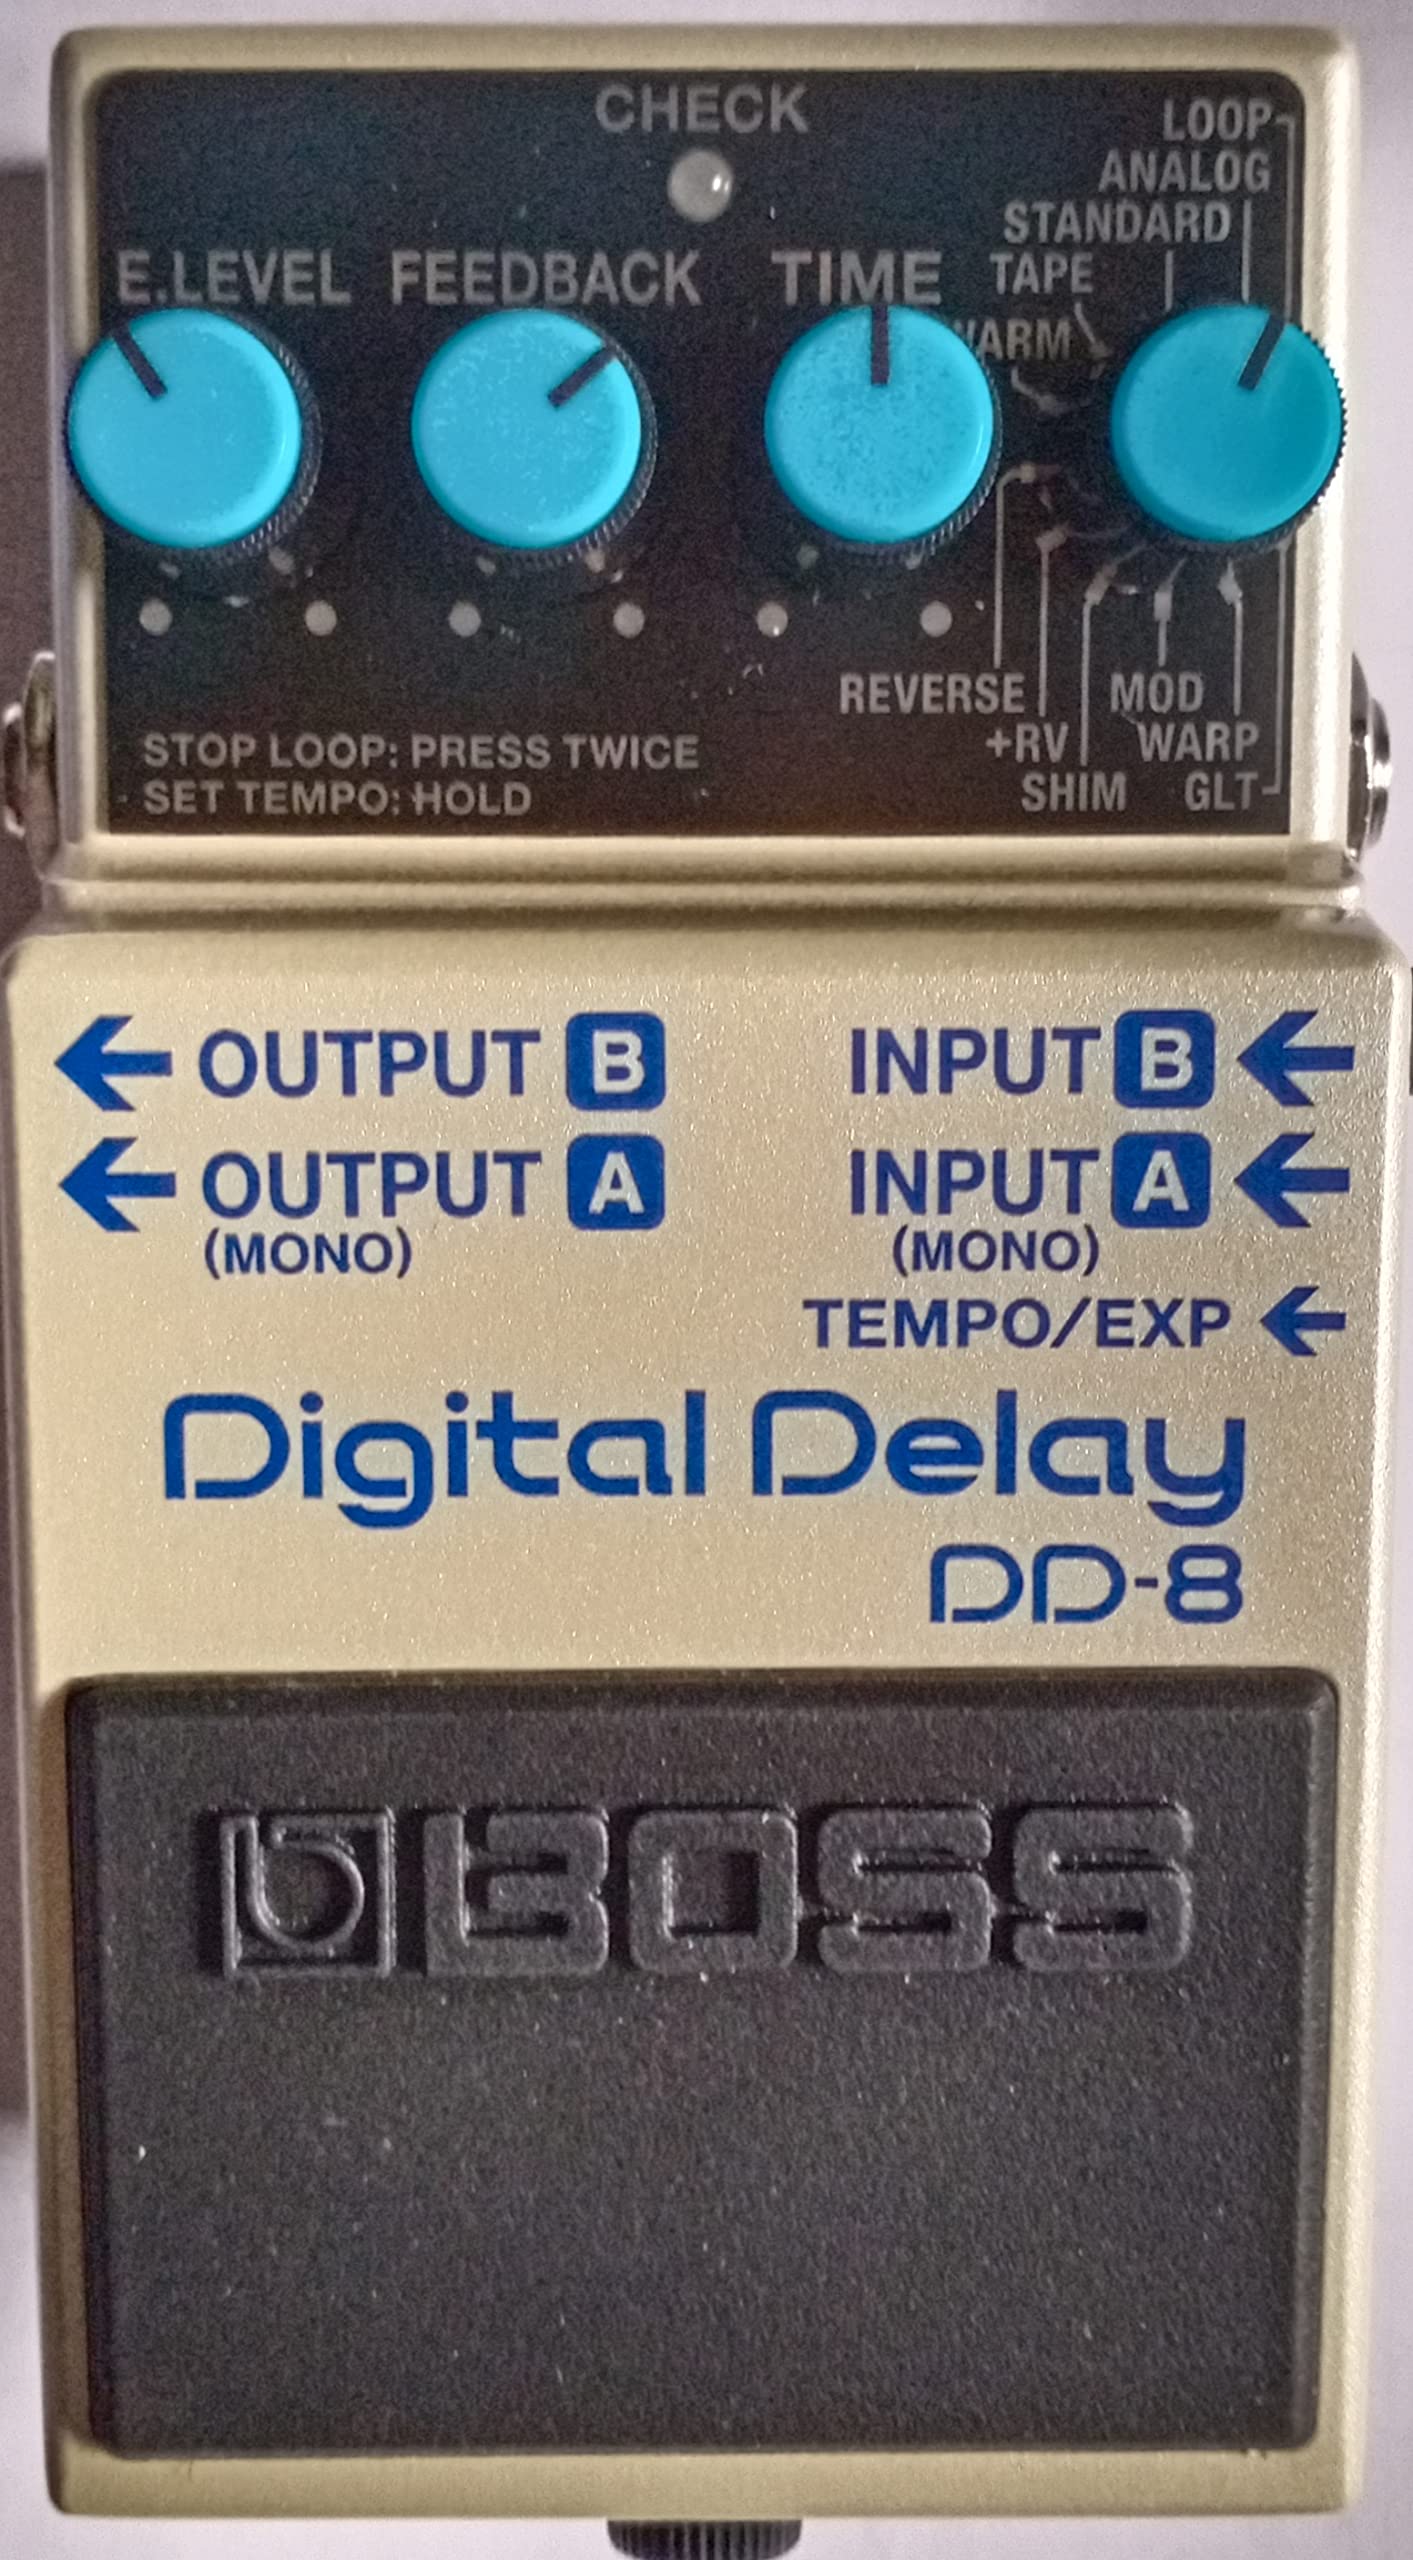 CHECK
LOOP
ANALOG
STANDARD
E.LEVEL FEEDBACK TIME TAPE
WARM
REVERSE MOD
+RV WARP
SHIM GLT
STOP LOOP: PRESS TWICE
SET TEMPO: HOLD
OUTPUT B INPUT B
OUTPUT A INPUT A
(MONO) (MONO)
TEMPO/EXP
Digital Delay
DD-8
BOSS